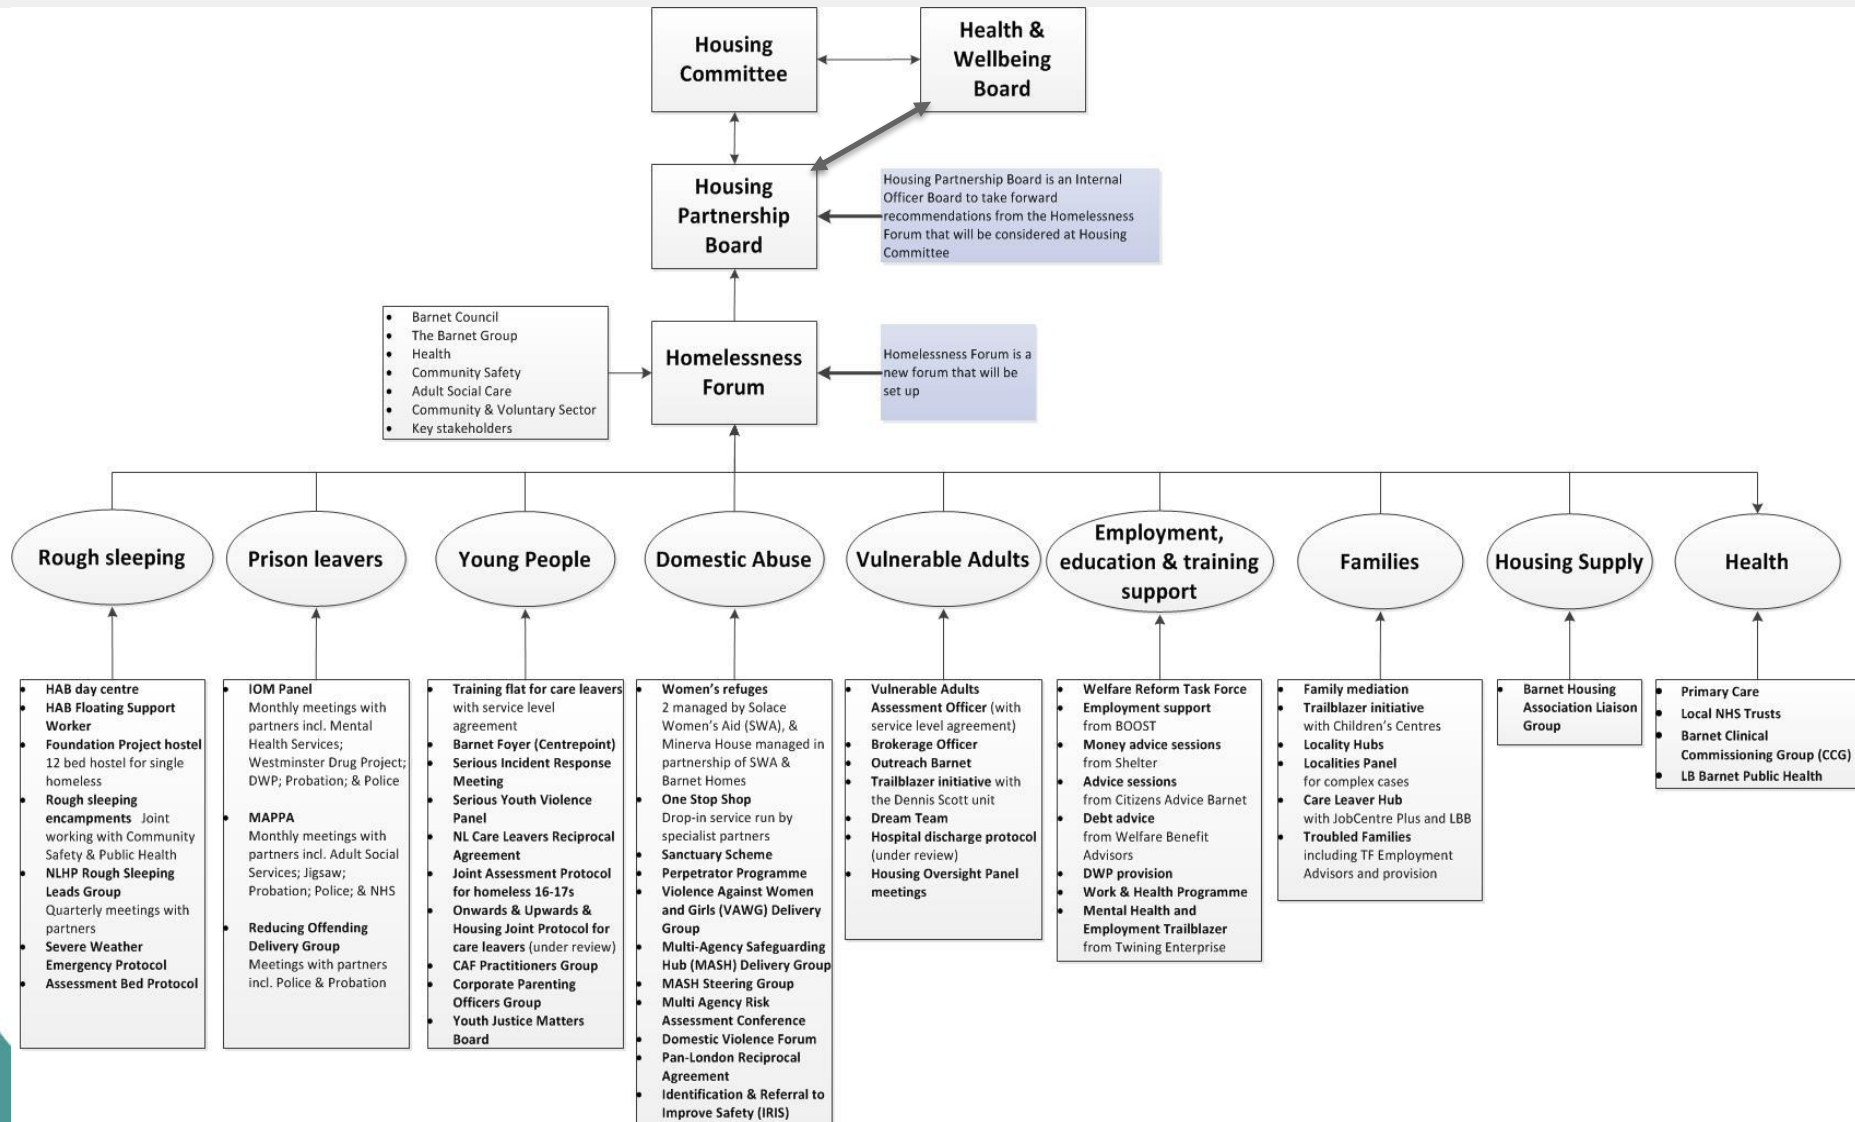 Housing
Committee
Health &
Wellbeing
Board
Housing
Partnership
Board
Housing Partnership Board is an Internal
Officer Board to take forward
recommendations from the Homelessness
Forum that will be considered at Housing
Committee
• Barnet Council
• The Barnet Group
• Health
• Community Safety
• Adult Social Care
• Community & Voluntary Sector
• Key stakeholders
Homelessness
Forum
Homelessness Forum is a
new forum that will be
set up
Rough sleeping
Prison leavers
Young People
Domestic Abuse
Vulnerable Adults
Employment,
education & training
support
Families
Housing Supply
Health
• HAB day centre
• HAB Floating Support
Worker
• Foundation Project hostel
12 bed hostel for single
homeless
• Rough sleeping
encampments Joint
working with Community
Safety & Public Health
• NLHP Rough Sleeping
Leads Group
Quarterly meetings with
partners
• Severe Weather
Emergency Protocol
• Assessment Bed Protocol
• IOM Panel
Monthly meetings with
partners incl. Mental
Health Services;
Westminster Drug Project;
DWP; Probation; & Police
• MAPPA
Monthly meetings with
partners incl. Adult Social
Services; Jigsaw;
Probation; Police; & NHS
• Reducing Offending
Delivery Group
Meetings with partners
incl. Police & Probation
• Training flat for care leavers
with service level
agreement
• Barnet Foyer (Centrepoint)
• Serious Incident Response
Meeting
• Serious Youth Violence
Panel
• NL Care Leavers Reciprocal
Agreement
• Joint Assessment Protocol
for homeless 16-17s
• Onwards & Upwards &
Housing Joint Protocol for
care leavers (under review)
• CAF Practitioners Group
• Corporate Parenting
Officers Group
• Youth Justice Matters
Board
• Women's refuges
2 managed by Solace
Women's Aid (SWA), &
Minerva House managed in
partnership of SWA &
Barnet Homes
• One Stop Shop
Drop-in service run by
specialist partners
• Sanctuary Scheme
• Perpetrator Programme
• Violence Against Women
and Girls (VAWG) Delivery
Group
• Multi-Agency Safeguarding
Hub (MASH) Delivery Group
• MASH Steering Group
• Multi Agency Risk
Assessment Conference
• Domestic Violence Forum
• Pan-London Reciprocal
Agreement
• Identification & Referral to
Improve Safety (IRIS)
• Vulnerable Adults
Assessment Officer (with
service level agreement)
• Brokerage Officer
• Outreach Barnet
• Trailblazer initiative with
the Dennis Scott unit
• Dream Team
• Hospital discharge protocol
(under review)
• Housing Oversight Panel
meetings
• Welfare Reform Task Force
• Employment support
from BOOST
• Money advice sessions
from Shelter
• Advice sessions
from Citizens Advice Barnet
• Debt advice
from Welfare Benefit
Advisors
• DWP provision
• Work & Health Programme
• Mental Health and
Employment Trailblazer
from Twining Enterprise
• Family mediation
• Trailblazer initiative
with Children's Centres
• Locality Hubs
• Localities Panel
for complex cases
• Care Leaver Hub
with JobCentre Plus and LBB
• Troubled Families
including TF Employment
Advisors and provision
• Barnet Housing
Association Liaison
Group
• Primary Care
• Local NHS Trusts
• Barnet Clinical
Commissioning Group (CCG)
• LB Barnet Public Health